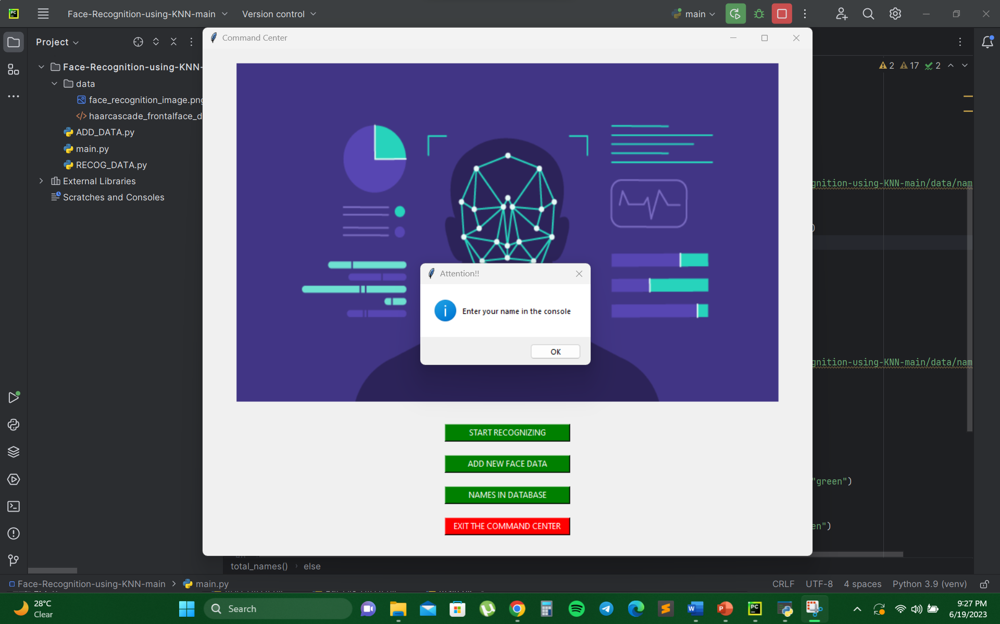 PC
Face-Recognition-using-KNN-main
Version control
main
Project
Command Center
Face-Recognition-using-KNN-
2 17 2
data
face_recognition_image.png
haarcascade_frontalface_d
ADD_DATA.py
main.py
RECOG_DATA.py
External Libraries
gnition-using-KNN-main/data/nam
Scratches and Consoles
)
Attention!!
Enter your name in the console
OK
gnition-using-KNN-main/data/nam
START RECOGNIZING
ADD NEW FACE DATA
"green")
NAMES IN DATABASE
EXIT THE COMMAND CENTER
en")
total_names() › else
Face-Recognition-using-KNN-main > main.py
CRLF UTF-8 4 spaces Python 3.9 (venv)
28°C
Clear
Search
9:27 PM
6/19/2023